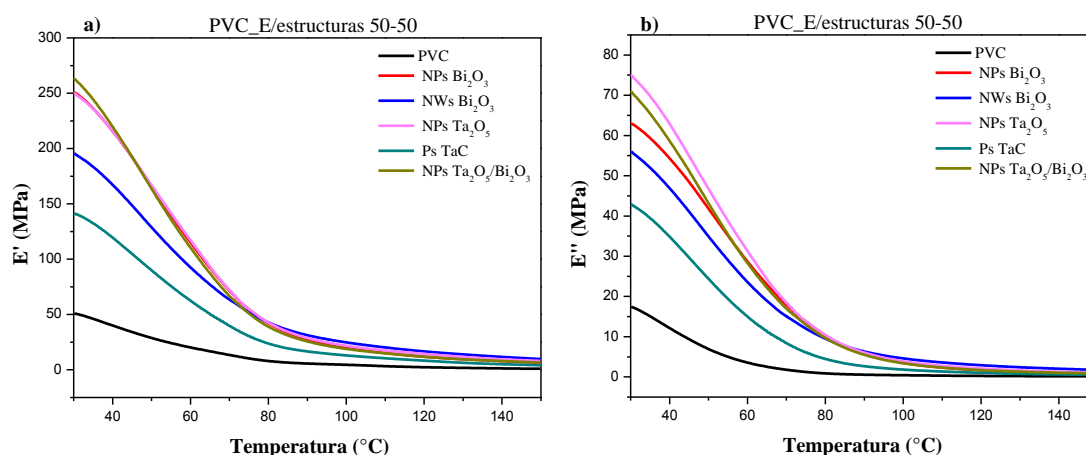 PVC_E/estructuras 50-50
a)
300
250
200
150
100
50
0
E' (MPa)
PVC
NPs Bi₂O₃
NWs Bi₂O₃
NPs Ta₂O₅
Ps TaC
NPs Ta₂O₅/Bi₂O₃
40 60 80 100 120 140
Temperatura (°C)
PVC_E/estructuras 50-50
b)
80
70
60
50
40
30
20
10
0
E'' (MPa)
PVC
NPs Bi₂O₃
NWs Bi₂O₃
NPs Ta₂O₅
Ps TaC
NPs Ta₂O₅/Bi₂O₃
40 60 80 100 120 140
Temperatura (°C)